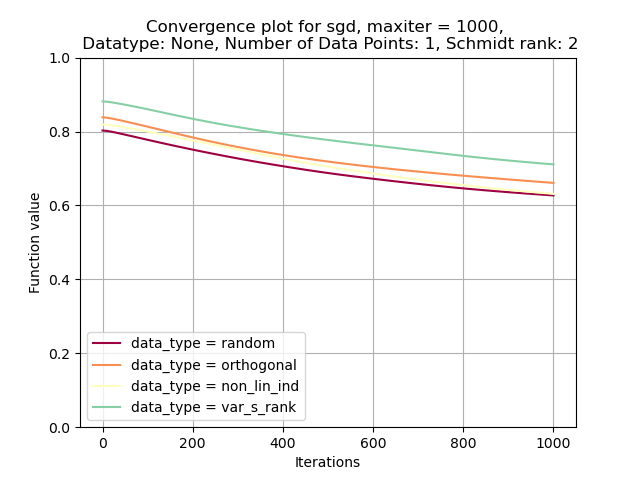 Convergence plot for sgd, maxiter = 1000,
Datatype: None, Number of Data Points: 1, Schmidt rank: 2
1.0
0.8
0.6
0.4
0.2
0.0
Function value
data_type = random
data_type = orthogonal
data_type = non_lin_ind
data_type = var_s_rank
0 200 400 600 800 1000
Iterations